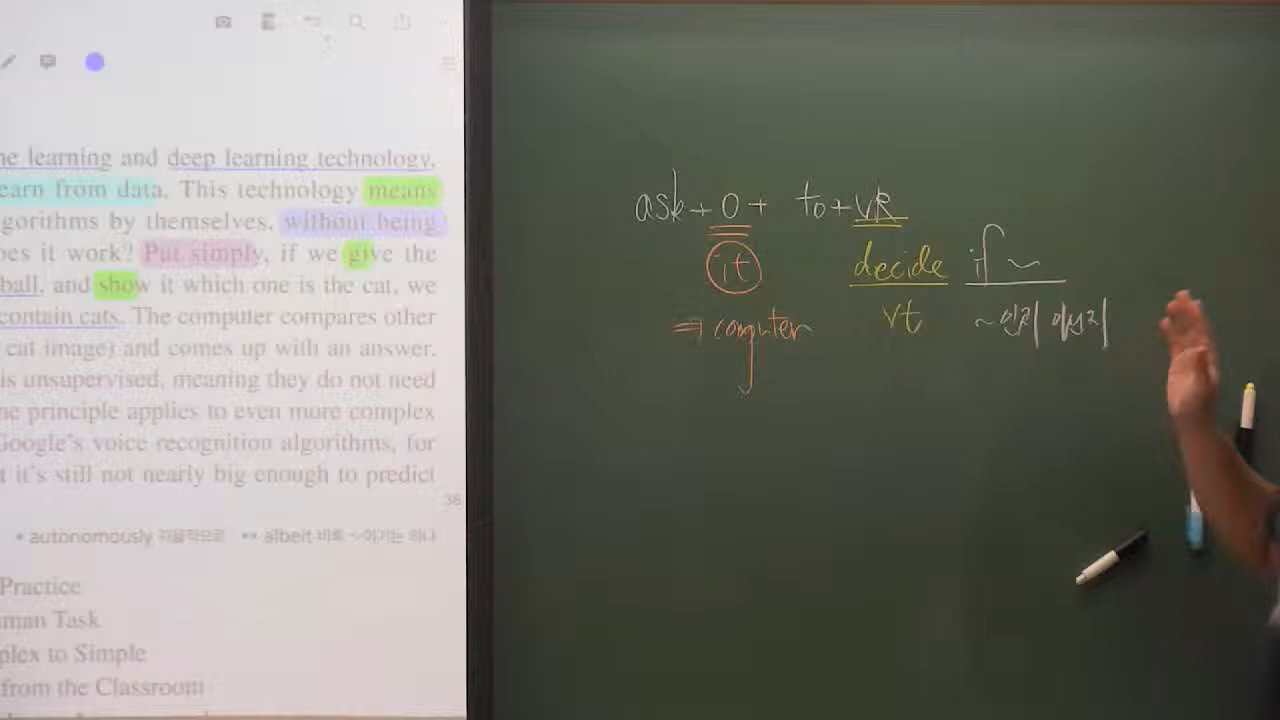 ne learning and deep learning technology,
earn from data. This technology means
gorithms by themselves, without being
oes it work? Put simply, if we give the
ball, and show it which one is the cat, we
contain cats. The computer compares other
cat image) and comes up with an answer.
is unsupervised, meaning they do not need
ne principle applies to even more complex
Google's voice recognition algorithms, for
t it's still not nearly big enough to predict
38
* autonomously 자율적으로 ** albeit 비록 ~이기는 하나
Practice
man Task
plex to Simple
from the Classroom
ask + O + to + VR
it decide if ~
⇒ computer vt ~인지 아닌지